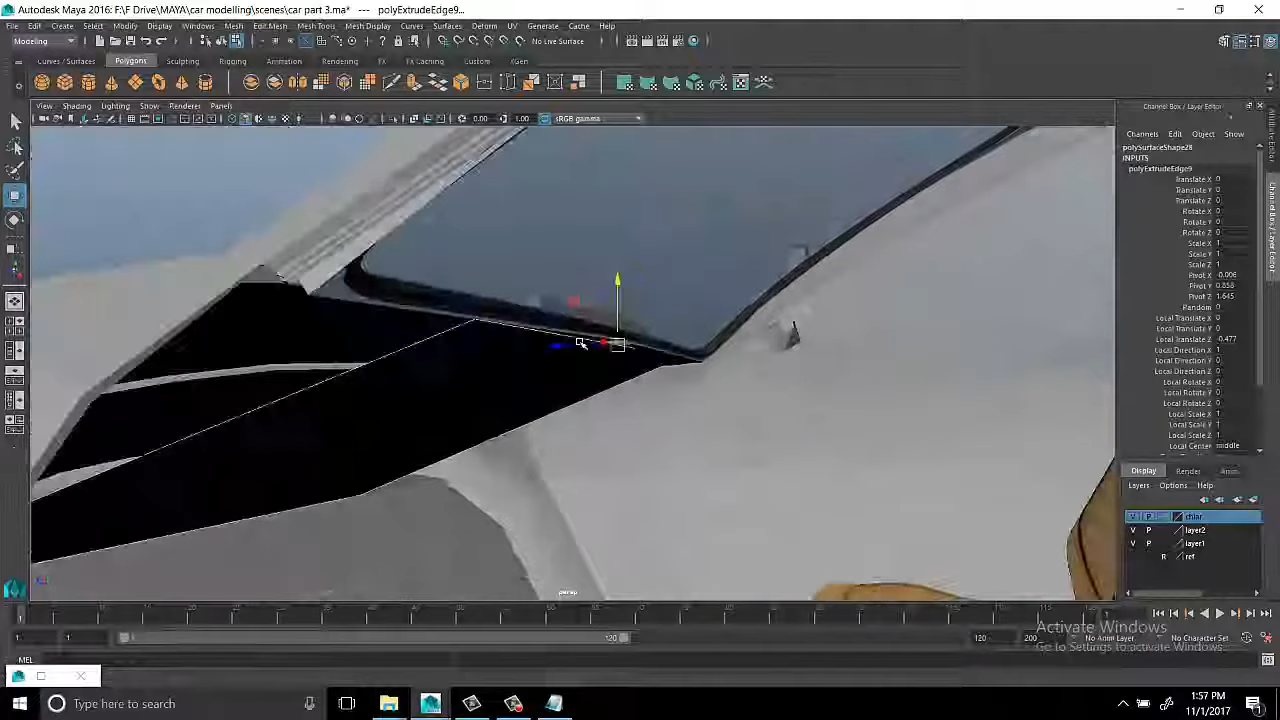 Autodesk Maya 2016: F:\F Drive\MAYA\car modelling\scenes\car part 3.ma* --- polyExtrudeEdge9...
File Edit Create Select Modify Display Windows Mesh Edit Mesh Mesh Tools Mesh Display Curves Surfaces Deform UV Generate Cache Help
Modeling No Live Surface
Curves / Surfaces Polygons Rigging Animation Rendering FX FX Caching Custom XGen
View Shading Lighting Show Renderer Panels
0.00 1.00 sRGB gamma
Channel Box / Layer Editor
Channels Edit Object Show
polySurfaceShape28
INPUTS
polyExtrudeEdge9
Translate X 0
Translate Y 0
Translate Z 0
Rotate X 0
Rotate Y 0
Rotate Z 0
Scale X 1
Scale Y 1
Scale Z 1
Pivot X -0.006
Pivot Y 0.858
Pivot Z 1.645
Random 0
Local Translate X 0
Local Translate Y 0
Local Translate Z -0.477
Local Direction X 1
Local Direction Y 0
Local Direction Z 0
Local Rotate X 0
Local Rotate Y 0
Local Rotate Z 0
Local Scale X 1
Local Scale Y 1
Local Scale Z 1
Local Center middle
Attribute Editor
Channel Box / Layer Editor
Display Render Anim
Layers Options Help
V P chiar
V P layer2
V P layer1
R ref
persp
1 1 120 120 200 No Anim Layer No Character Set
Activate Windows
Go to Settings to activate Windows.
MEL
Type here to search
1:57 PM
11/1/2017